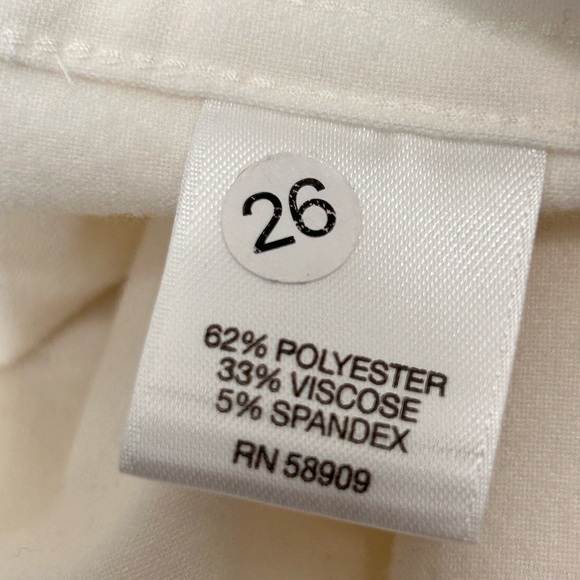 26
62% POLYESTER
33% VISCOSE
5% SPANDEX
RN 58909